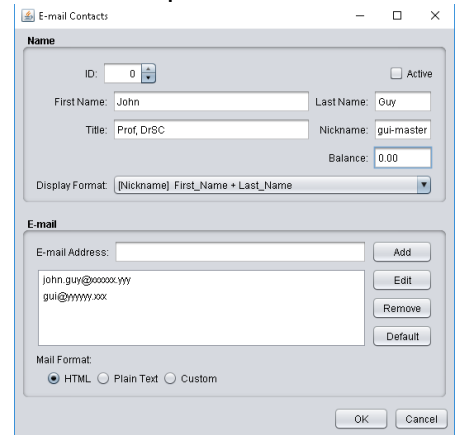 E-mail Contacts
Name
ID: 0
Active
First Name: John Last Name: Guy
Title: Prof, DrSC Nickname: gui-master
Balance: 0.00
Display Format: [Nickname] First_Name + Last_Name
E-mail
E-mail Address: Add
john.guy@xxxxxx.yyy Edit
gui@yyyyyy.xxx
Remove
Default
Mail Format:
HTML Plain Text Custom
OK Cancel